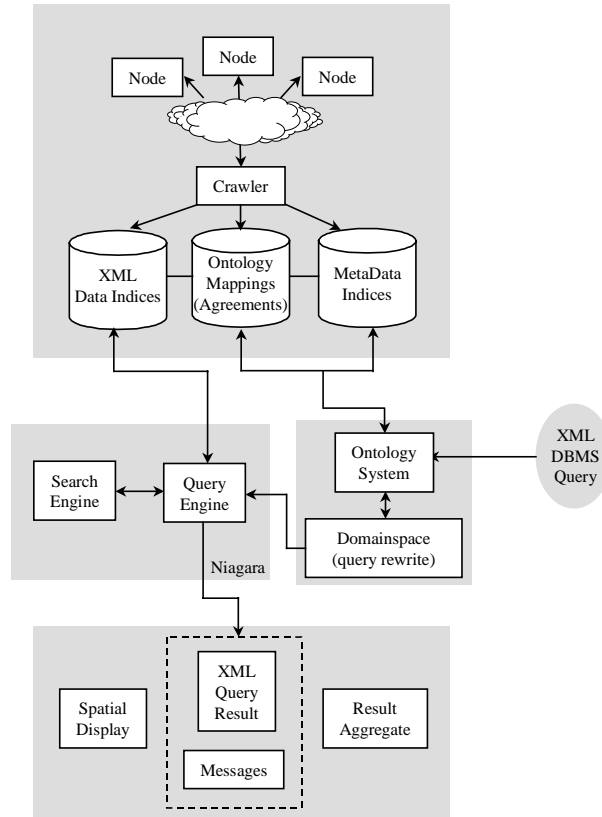 Node
Node
Node
Crawler
XML
Data Indices
Ontology
Mappings
(Agreements)
MetaData
Indices
Search
Engine
Query
Engine
Niagara
Ontology
System
Domainspace
(query rewrite)
XML
DBMS
Query
Spatial
Display
XML
Query
Result
Messages
Result
Aggregate